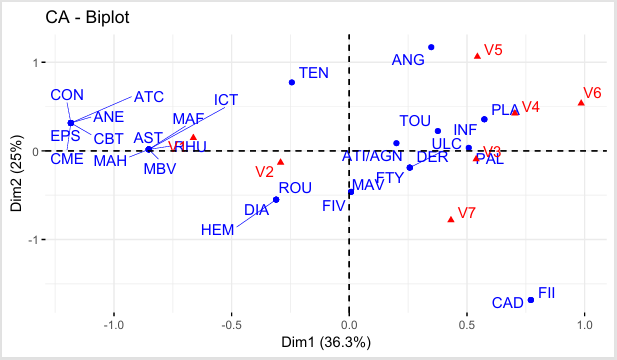 CA - Biplot
ANG
V5
TEN
V6
CON
ATC
ICT
PLA
V4
ANE
MAF
TOU
INF
EPS
CBT
AST
RHU
ULC
V3
CME
MAH
MBV
ATI/AGN
DER
PAL
V2
FTY
ROU
MAV
DIA
FIV
V7
HEM
CAD
FII
1
0
-1
-1.0
-0.5
0.0
0.5
1.0
Dim1 (36.3%)
Dim2 (25%)